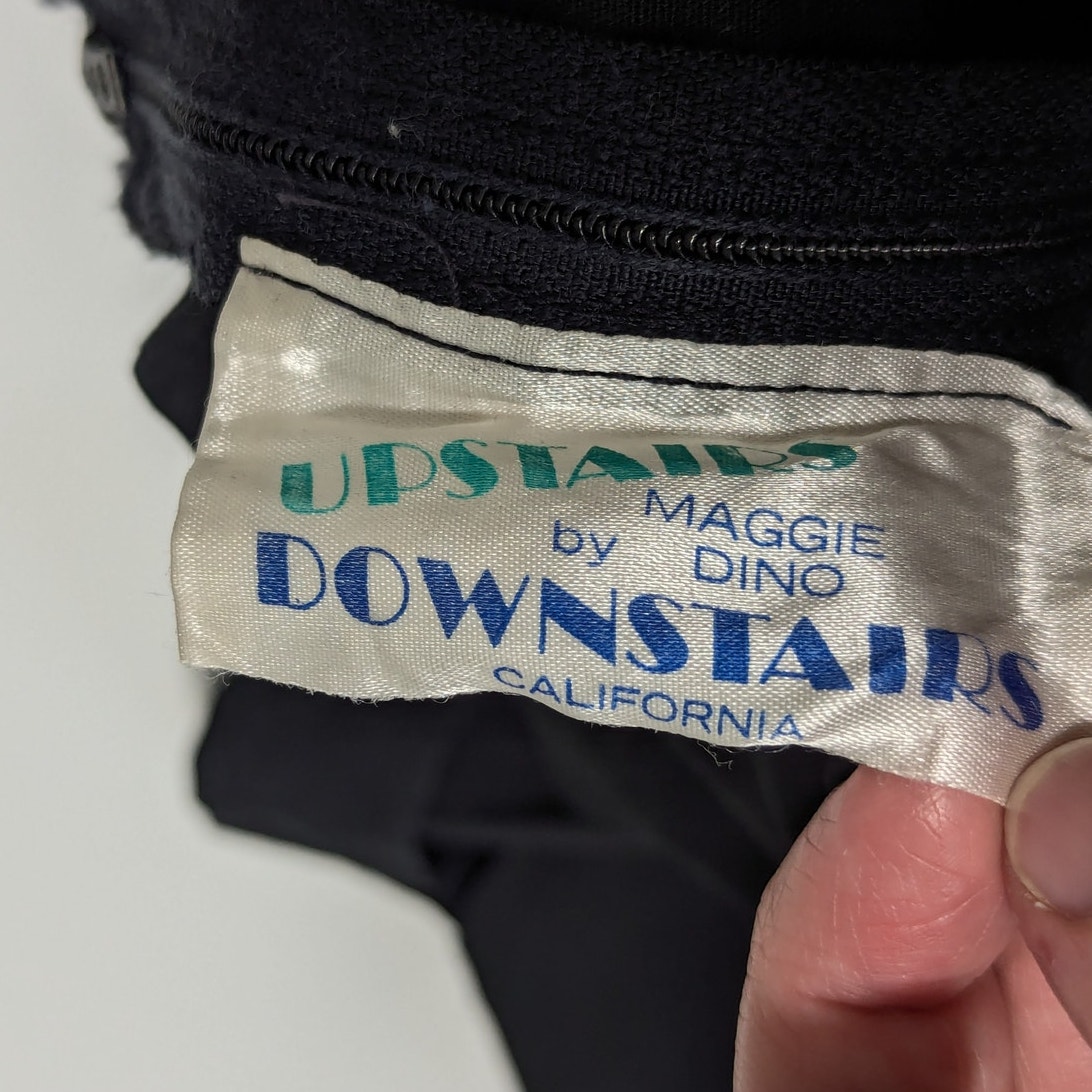 UPSTAIRS
by MAGGIE
DINO
DOWNSTAIRS
CALIFORNIA